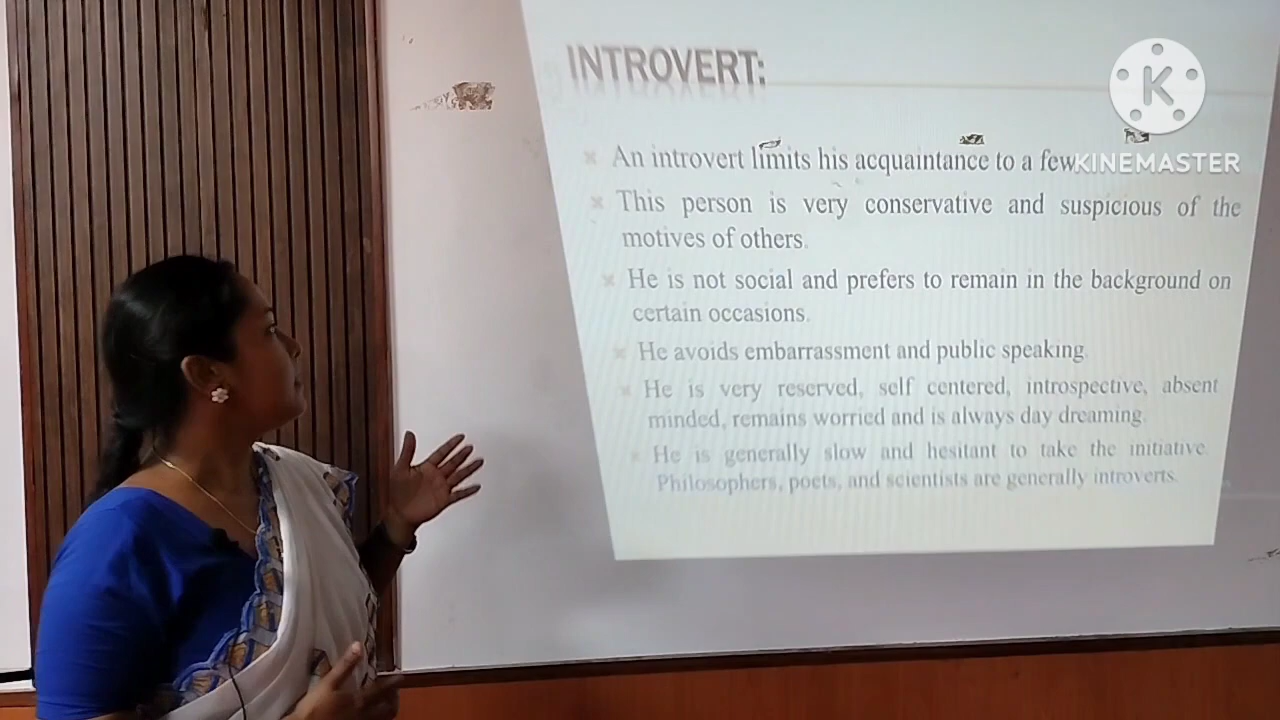 INTROVERT:
K
KINEMASTER
An introvert limits his acquaintance to a few
This person is very conservative and suspicious of the
motives of others.
He is not social and prefers to remain in the background on
certain occasions.
He avoids embarrassment and public speaking.
He is very reserved, self centered, introspective, absent
minded, remains worried and is always day dreaming.
He is generally slow and hesitant to take the initiative.
Philosophers, poets, and scientists are generally introverts.